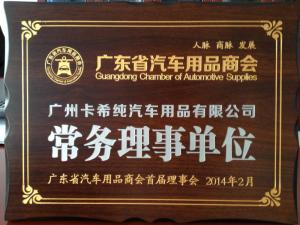 人脉 商脉 发展
广东省汽车用品商会
Guangdong Chamber of Automotive Supplies
广州卡希纯汽车用品有限公司
常务理事单位
广东省汽车用品商会首届理事会 2014年2月